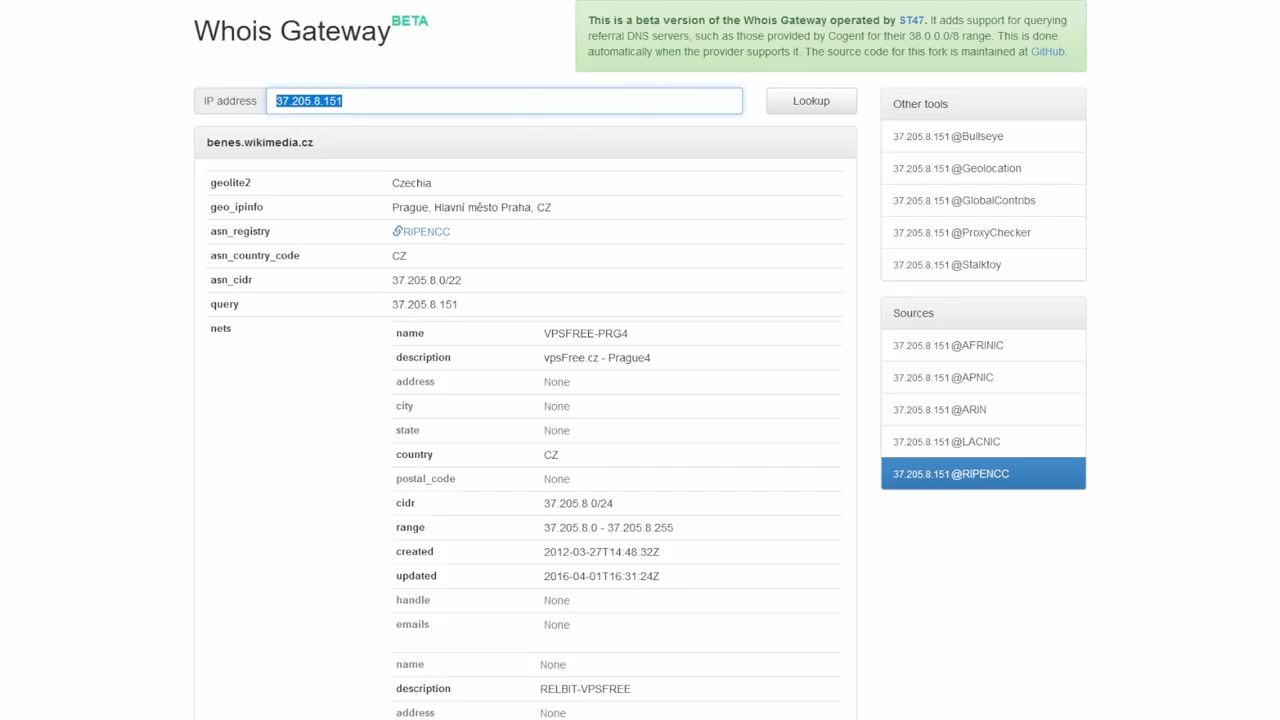 Whois Gateway BETA
This is a beta version of the Whois Gateway operated by ST47. It adds support for querying
referral DNS servers, such as those provided by Cogent for their 38.0.0.0/8 range. This is done
automatically when the provider supports it. The source code for this fork is maintained at GitHub.
IP address 37.205.8.151 Lookup
benes.wikimedia.cz
geolite2 Czechia
geo_ipinfo Prague, Hlavní město Praha, CZ
asn_registry RIPENCC
asn_country_code CZ
asn_cidr 37.205.8.0/22
query 37.205.8.151
nets
name VPSFREE-PRG4
description vpsFree.cz - Prague4
address None
city None
state None
country CZ
postal_code None
cidr 37.205.8.0/24
range 37.205.8.0 - 37.205.8.255
created 2012-03-27T14:48:32Z
updated 2016-04-01T16:31:24Z
handle None
emails None
name None
description RELBIT-VPSFREE
address None
Other tools
37.205.8.151@Bullseye
37.205.8.151@Geolocation
37.205.8.151@GlobalContribs
37.205.8.151@ProxyChecker
37.205.8.151@Stalktoy
Sources
37.205.8.151@AFRINIC
37.205.8.151@APNIC
37.205.8.151@ARIN
37.205.8.151@LACNIC
37.205.8.151@RIPENCC